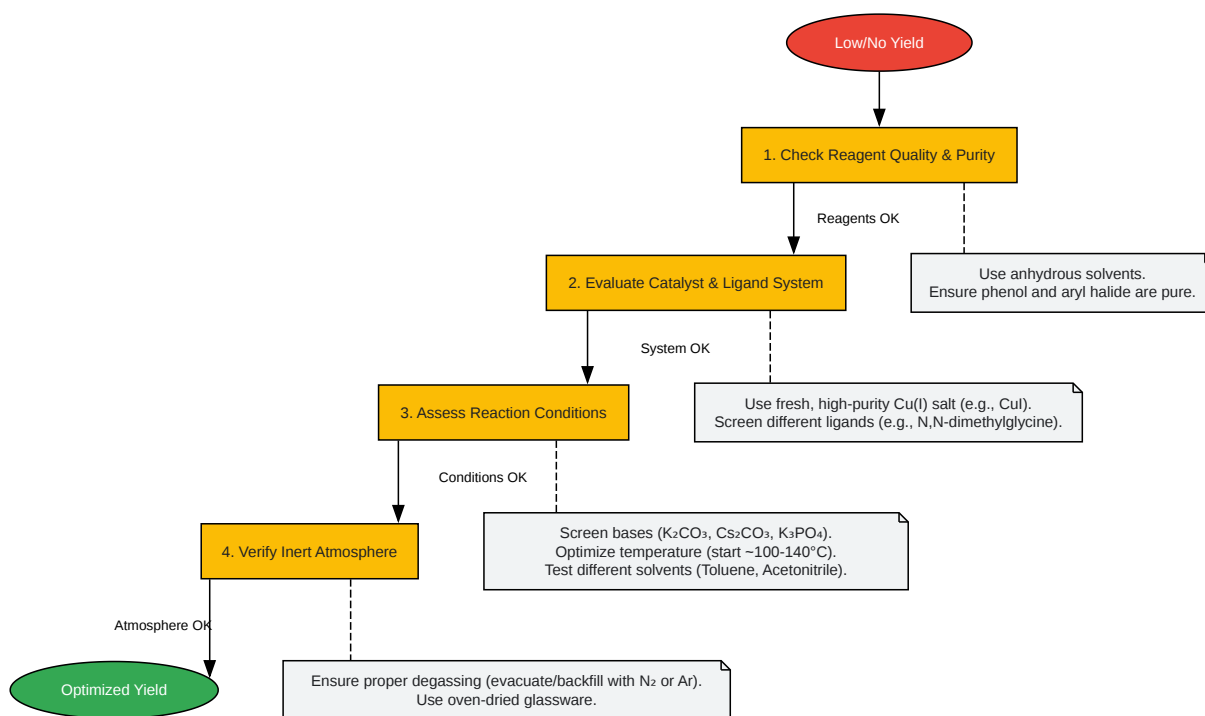 Low/No Yield
1. Check Reagent Quality & Purity
Reagents OK
Use anhydrous solvents.
Ensure phenol and aryl halide are pure.
2. Evaluate Catalyst & Ligand System
System OK
Use fresh, high-purity Cu(I) salt (e.g., CuI).
Screen different ligands (e.g., N,N-dimethylglycine).
3. Assess Reaction Conditions
Conditions OK
Screen bases (K₂CO₃, Cs₂CO₃, K₃PO₄).
Optimize temperature (start ~100-140°C).
Test different solvents (Toluene, Acetonitrile).
4. Verify Inert Atmosphere
Atmosphere OK
Ensure proper degassing (evacuate/backfill with N₂ or Ar).
Use oven-dried glassware.
Optimized Yield